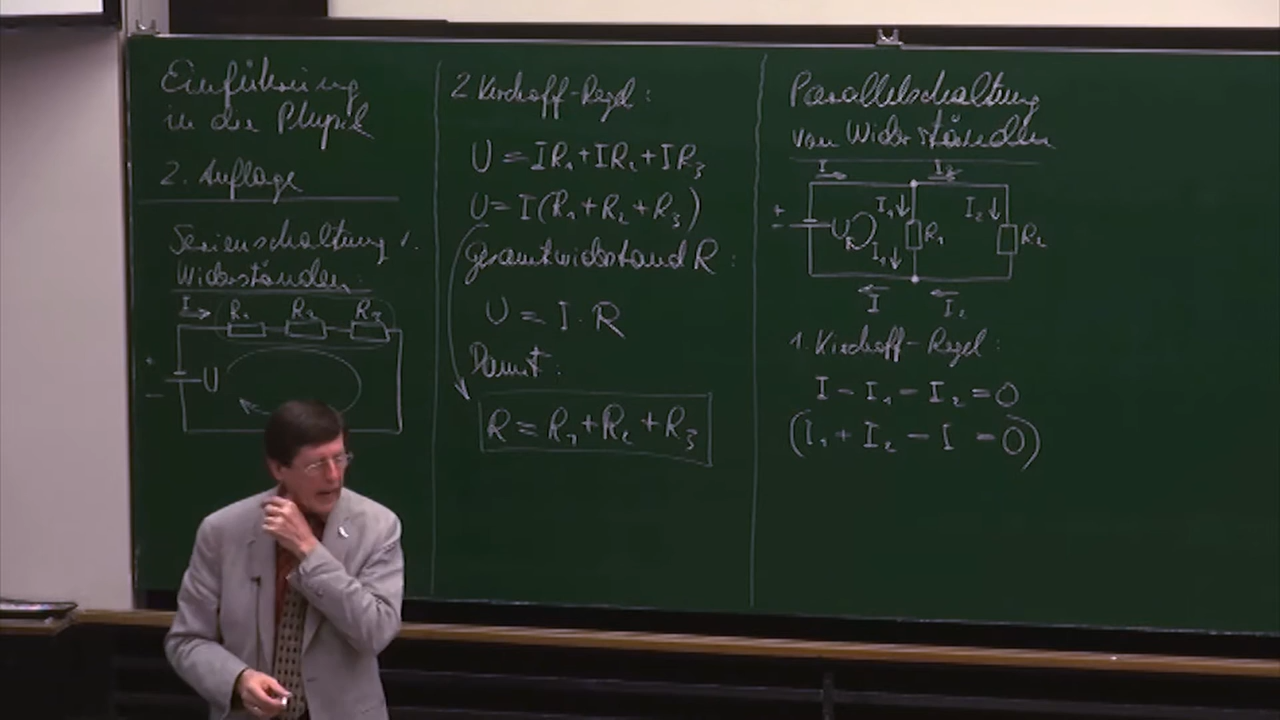 Einführung
in die Physik
2. Auflage
Serienschaltung v.
Widerständen:
I R₁ R₂ R₃
+
U
−
2. Kirchoff-Regel:
U = IR₁ + IR₂ + IR₃
U = I(R₁ + R₂ + R₃)
Gesamtwiderstand R:
U = I · R
Damit:
R = R₁ + R₂ + R₃
Parallelschaltung
von Widerständen
I I₂
+ I₁ I₂
− U R₁ R₂
I₁
I I₂
1. Kirchoff-Regel:
I − I₁ − I₂ = 0
(I₁ + I₂ − I = 0)